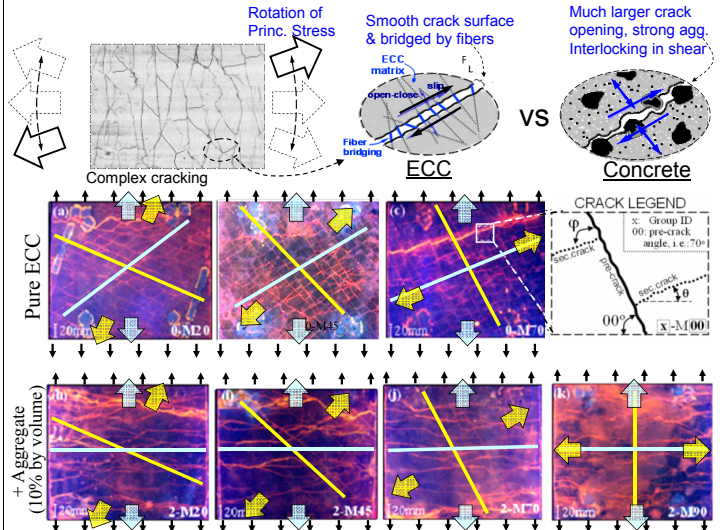 Rotation of
Princ. Stress
Smooth crack surface
& bridged by fibers
Much larger crack
opening, strong agg.
Interlocking in shear
ECC
matrix
F
L
slip
open-close
Fiber
bridging
VS
ECC
Concrete
Complex cracking
Pure ECC
(a)
20mm
0-M20
20mm
0-M45
(c)
20mm
0-M70
CRACK LEGEND
x: Group ID
00: pre-crack
angle, i.e.:70°
φ
sec.crack
pre-crack
sec.crack
θ
00°
x-M00
+ Aggregate
(10% by volume)
(h)
20mm
2-M20
(i)
20mm
2-M45
(j)
20mm
2-M70
(k)
20mm
2-M90